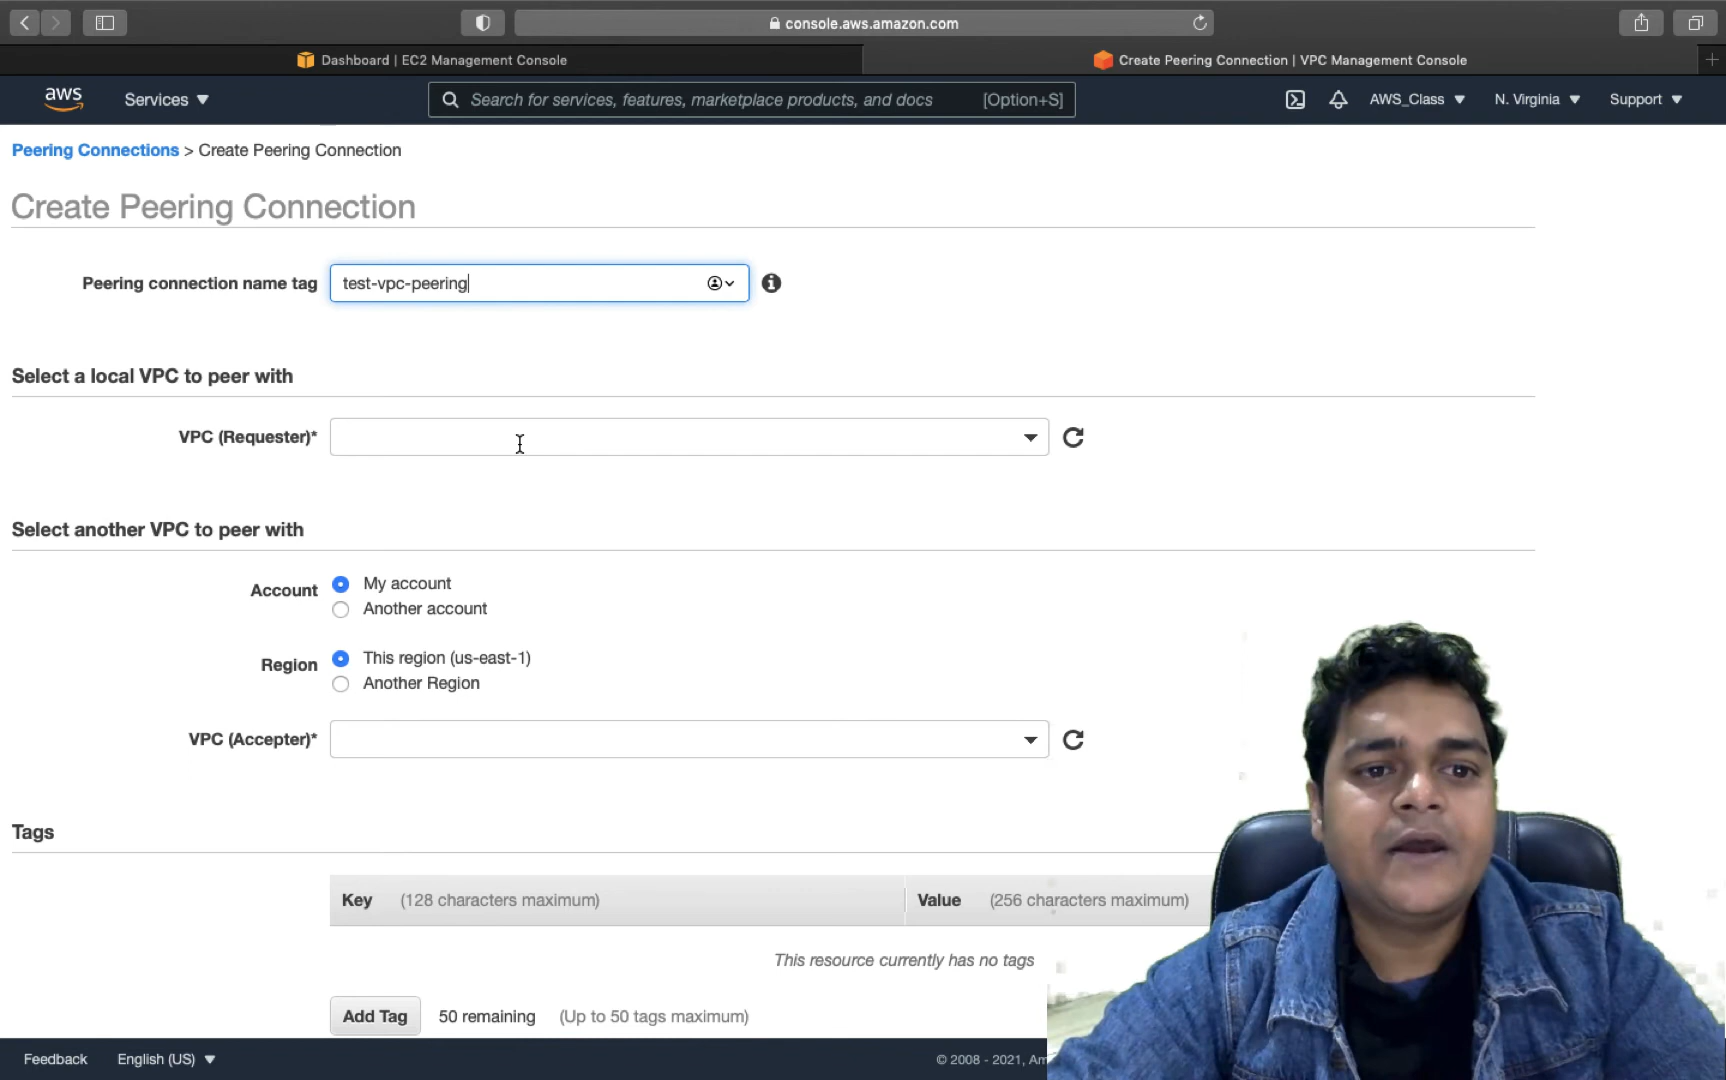 console.aws.amazon.com
Dashboard | EC2 Management Console
Create Peering Connection | VPC Management Console
aws
Services
Search for services, features, marketplace products, and docs
[Option+S]
AWS_Class
N. Virginia
Support
Peering Connections > Create Peering Connection
Create Peering Connection
Peering connection name tag
test-vpc-peering
Select a local VPC to peer with
VPC (Requester)*
Select another VPC to peer with
Account
My account
Another account
Region
This region (us-east-1)
Another Region
VPC (Accepter)*
Tags
Key (128 characters maximum)
Value (256 characters maximum)
This resource currently has no tags
Add Tag
50 remaining
(Up to 50 tags maximum)
Feedback
English (US)
© 2008 - 2021,